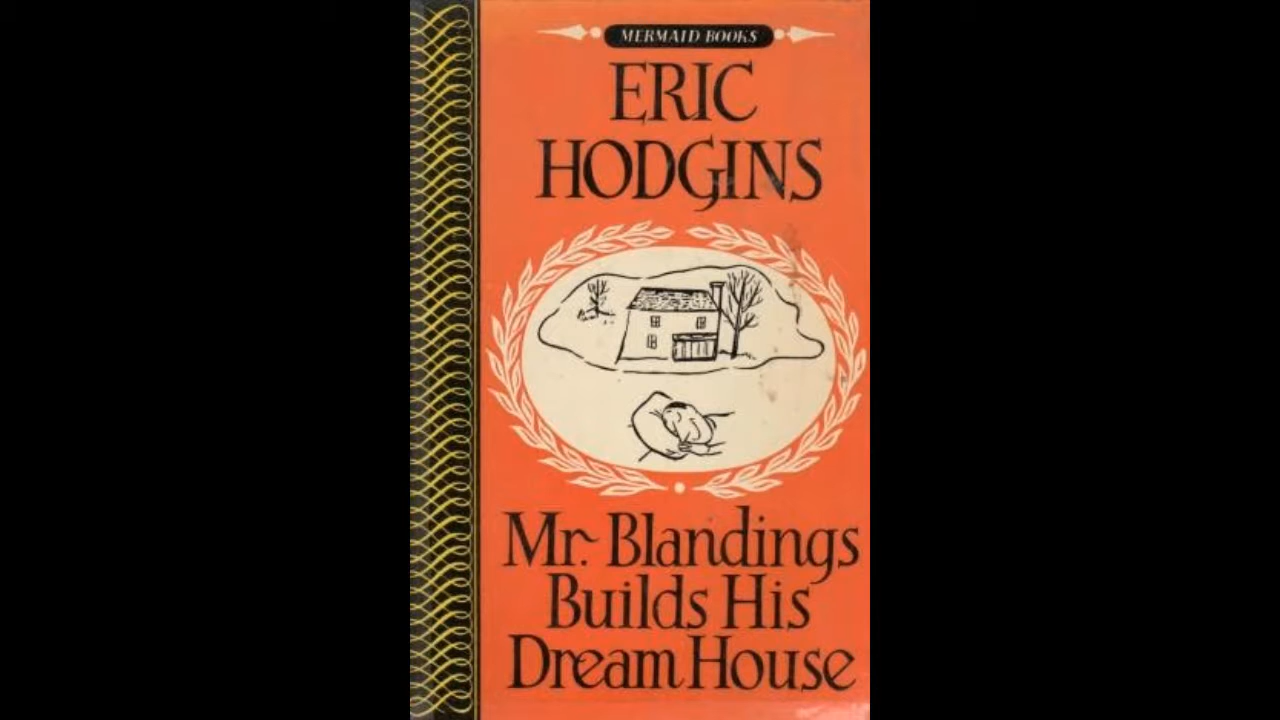 MERMAID BOOKS
ERIC
HODGINS
Mr. Blandings
Builds His
Dream House